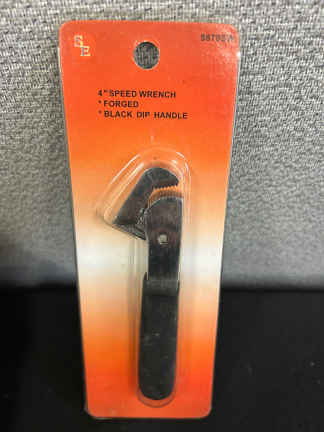 SE
4" SPEED WRENCH
* FORGED
* BLACK DIP HANDLE